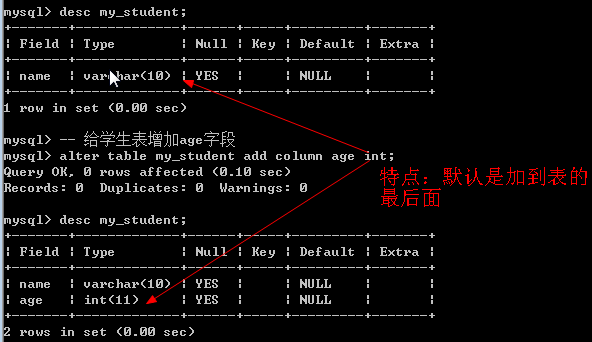 mysql> desc my_student;
+-------+-------------+------+-----+---------+-------+
| Field | Type        | Null | Key | Default | Extra |
+-------+-------------+------+-----+---------+-------+
| name  | varchar(10) | YES  |     | NULL    |       |
+-------+-------------+------+-----+---------+-------+
1 row in set (0.00 sec)
mysql> -- 给学生表增加age字段
mysql> alter table my_student add column age int;
Query OK, 0 rows affected (0.10 sec)
Records: 0  Duplicates: 0  Warnings: 0
特点：默认是加到表的
最后面
mysql> desc my_student;
+-------+-------------+------+-----+---------+-------+
| Field | Type        | Null | Key | Default | Extra |
+-------+-------------+------+-----+---------+-------+
| name  | varchar(10) | YES  |     | NULL    |       |
| age   | int(11)     | YES  |     | NULL    |       |
+-------+-------------+------+-----+---------+-------+
2 rows in set (0.00 sec)